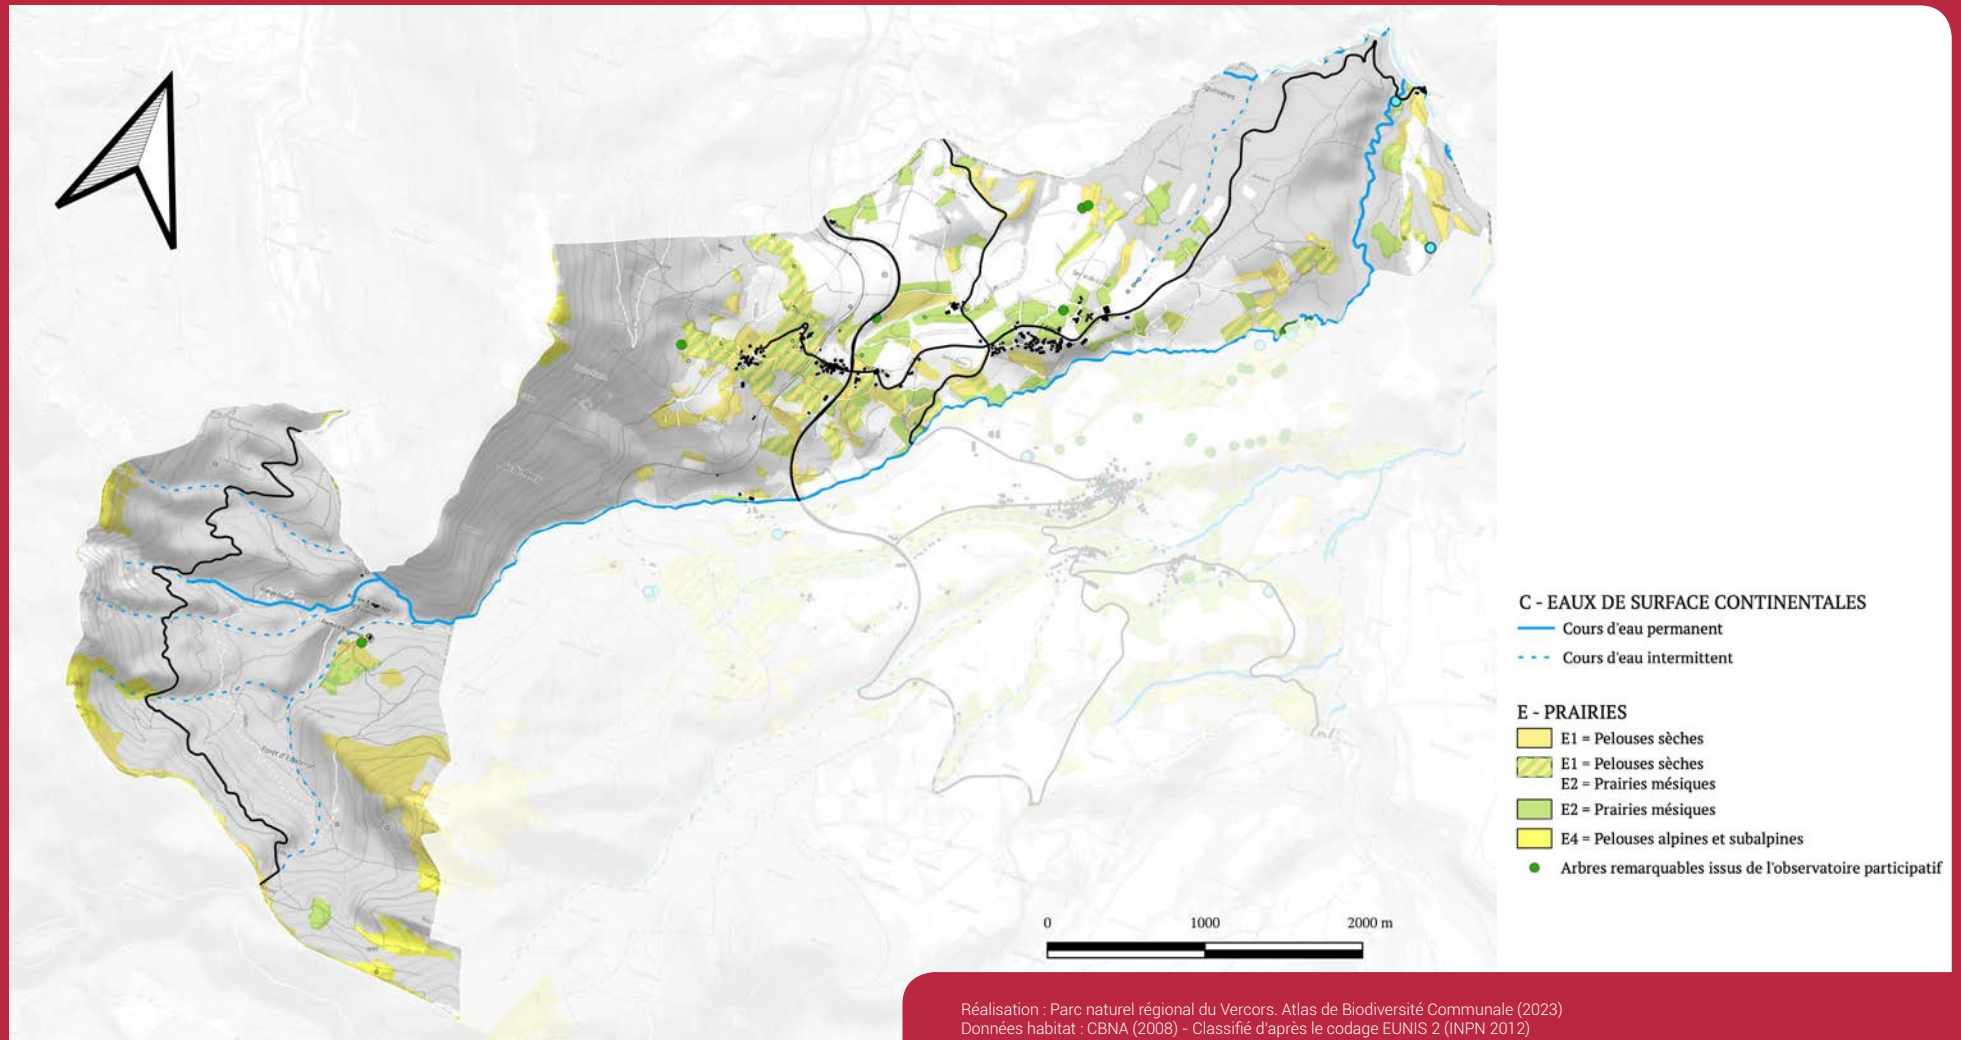 C - EAUX DE SURFACE CONTINENTALES
Cours d'eau permanent
Cours d'eau intermittent
E - PRAIRIES
E1 = Pelouses sèches
E1 = Pelouses sèches
E2 = Prairies mésiques
E2 = Prairies mésiques
E4 = Pelouses alpines et subalpines
Arbres remarquables issus de l'observatoire participatif
0 1000 2000 m
Réalisation : Parc naturel régional du Vercors. Atlas de Biodiversité Communale (2023)
Données habitat : CBNA (2008) - Classifié d'après le codage EUNIS 2 (INPN 2012)